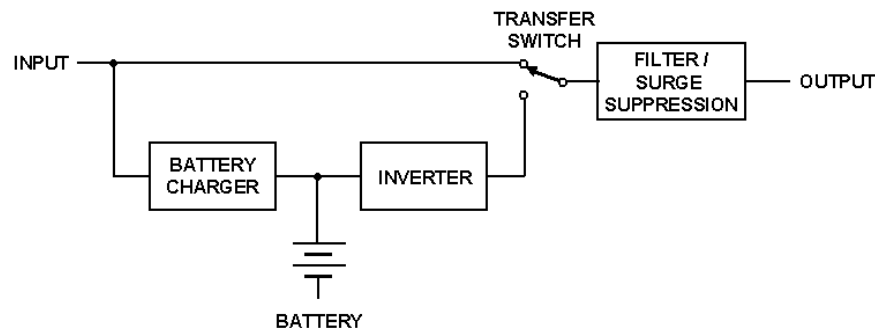 TRANSFER
SWITCH
INPUT
FILTER /
SURGE
SUPPRESSION
OUTPUT
BATTERY
CHARGER
INVERTER
BATTERY